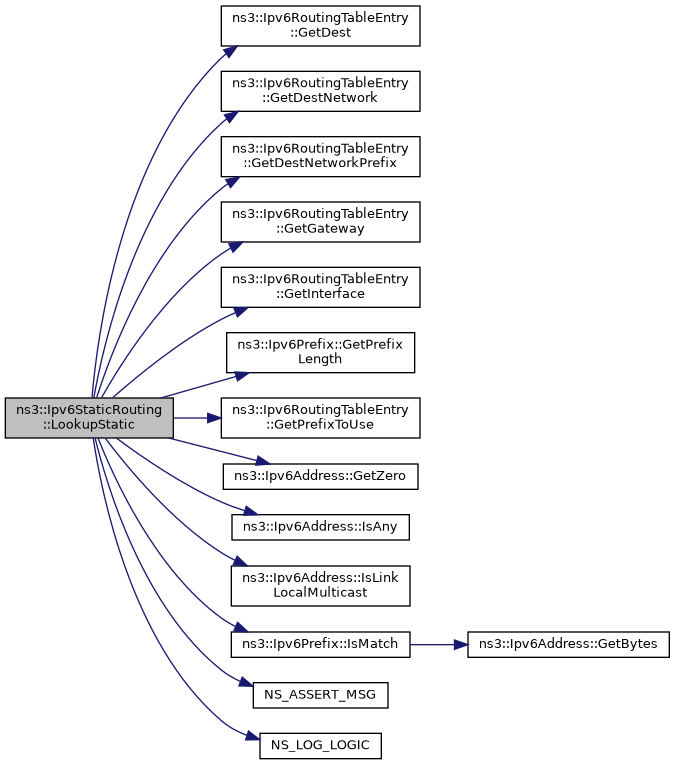 ns3::Ipv6RoutingTableEntry
::GetDest
ns3::Ipv6RoutingTableEntry
::GetDestNetwork
ns3::Ipv6RoutingTableEntry
::GetDestNetworkPrefix
ns3::Ipv6RoutingTableEntry
::GetGateway
ns3::Ipv6RoutingTableEntry
::GetInterface
ns3::Ipv6Prefix::GetPrefix
Length
ns3::Ipv6StaticRouting
::LookupStatic
ns3::Ipv6RoutingTableEntry
::GetPrefixToUse
ns3::Ipv6Address::GetZero
ns3::Ipv6Address::IsAny
ns3::Ipv6Address::IsLink
LocalMulticast
ns3::Ipv6Prefix::IsMatch
ns3::Ipv6Address::GetBytes
NS_ASSERT_MSG
NS_LOG_LOGIC